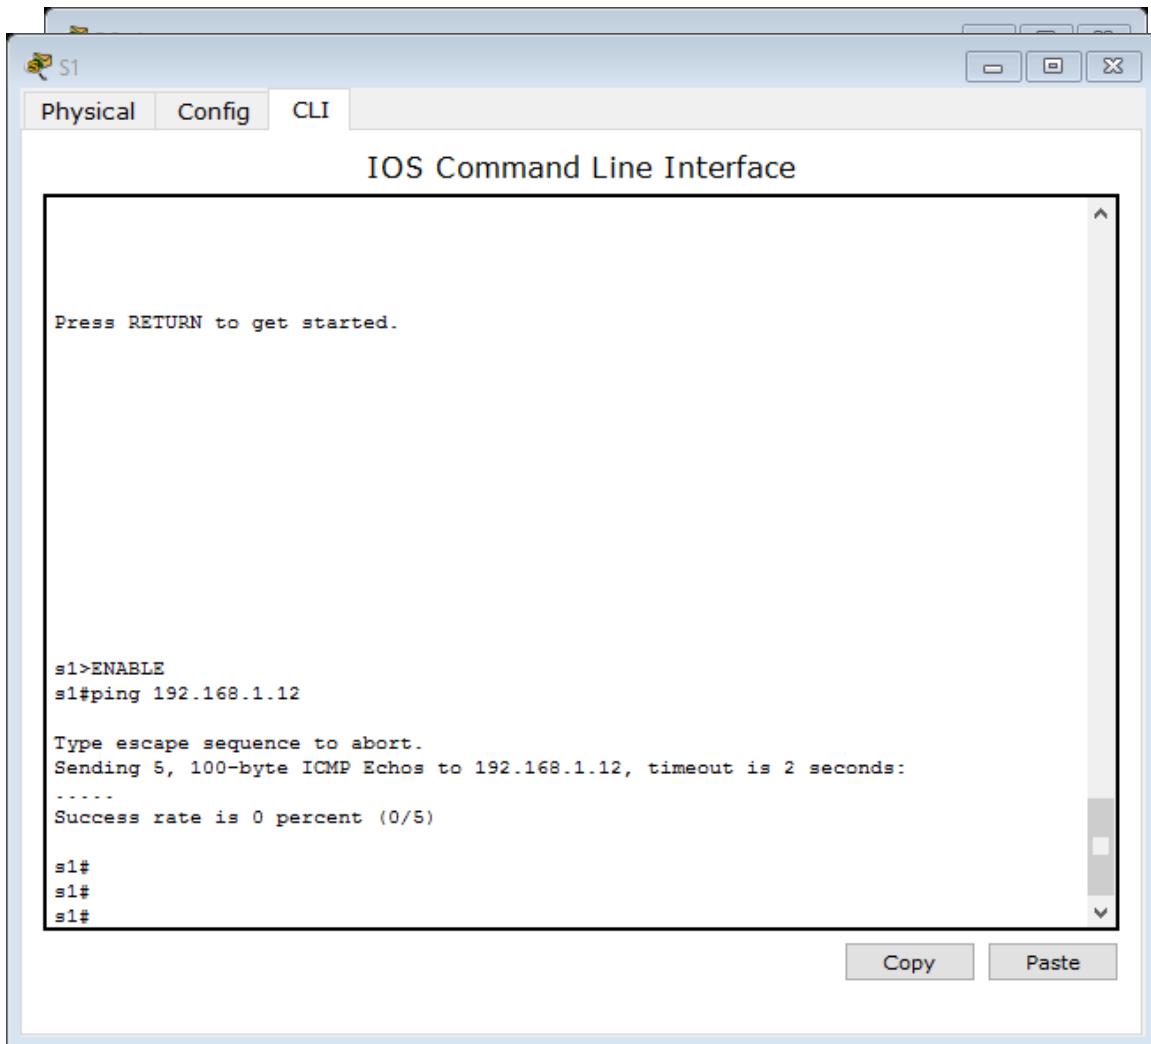 S1
Physical Config CLI
IOS Command Line Interface
Press RETURN to get started.
s1>ENABLE
s1#ping 192.168.1.12
Type escape sequence to abort.
Sending 5, 100-byte ICMP Echos to 192.168.1.12, timeout is 2 seconds:
.....
Success rate is 0 percent (0/5)
s1#
s1#
s1#
Copy Paste